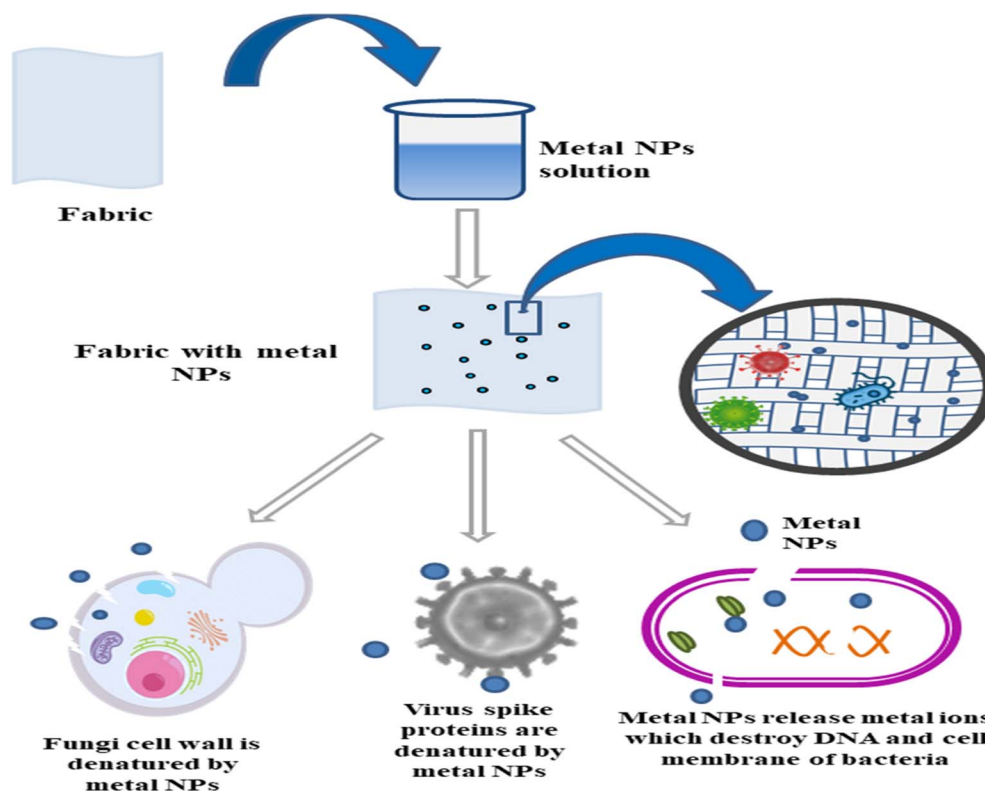 Fabric
Metal NPs
solution
Fabric with metal
NPs
Metal
NPs
Fungi cell wall is
denatured by
metal NPs
Virus spike
proteins are
denatured by
metal NPs
Metal NPs release metal ions
which destroy DNA and cell
membrane of bacteria